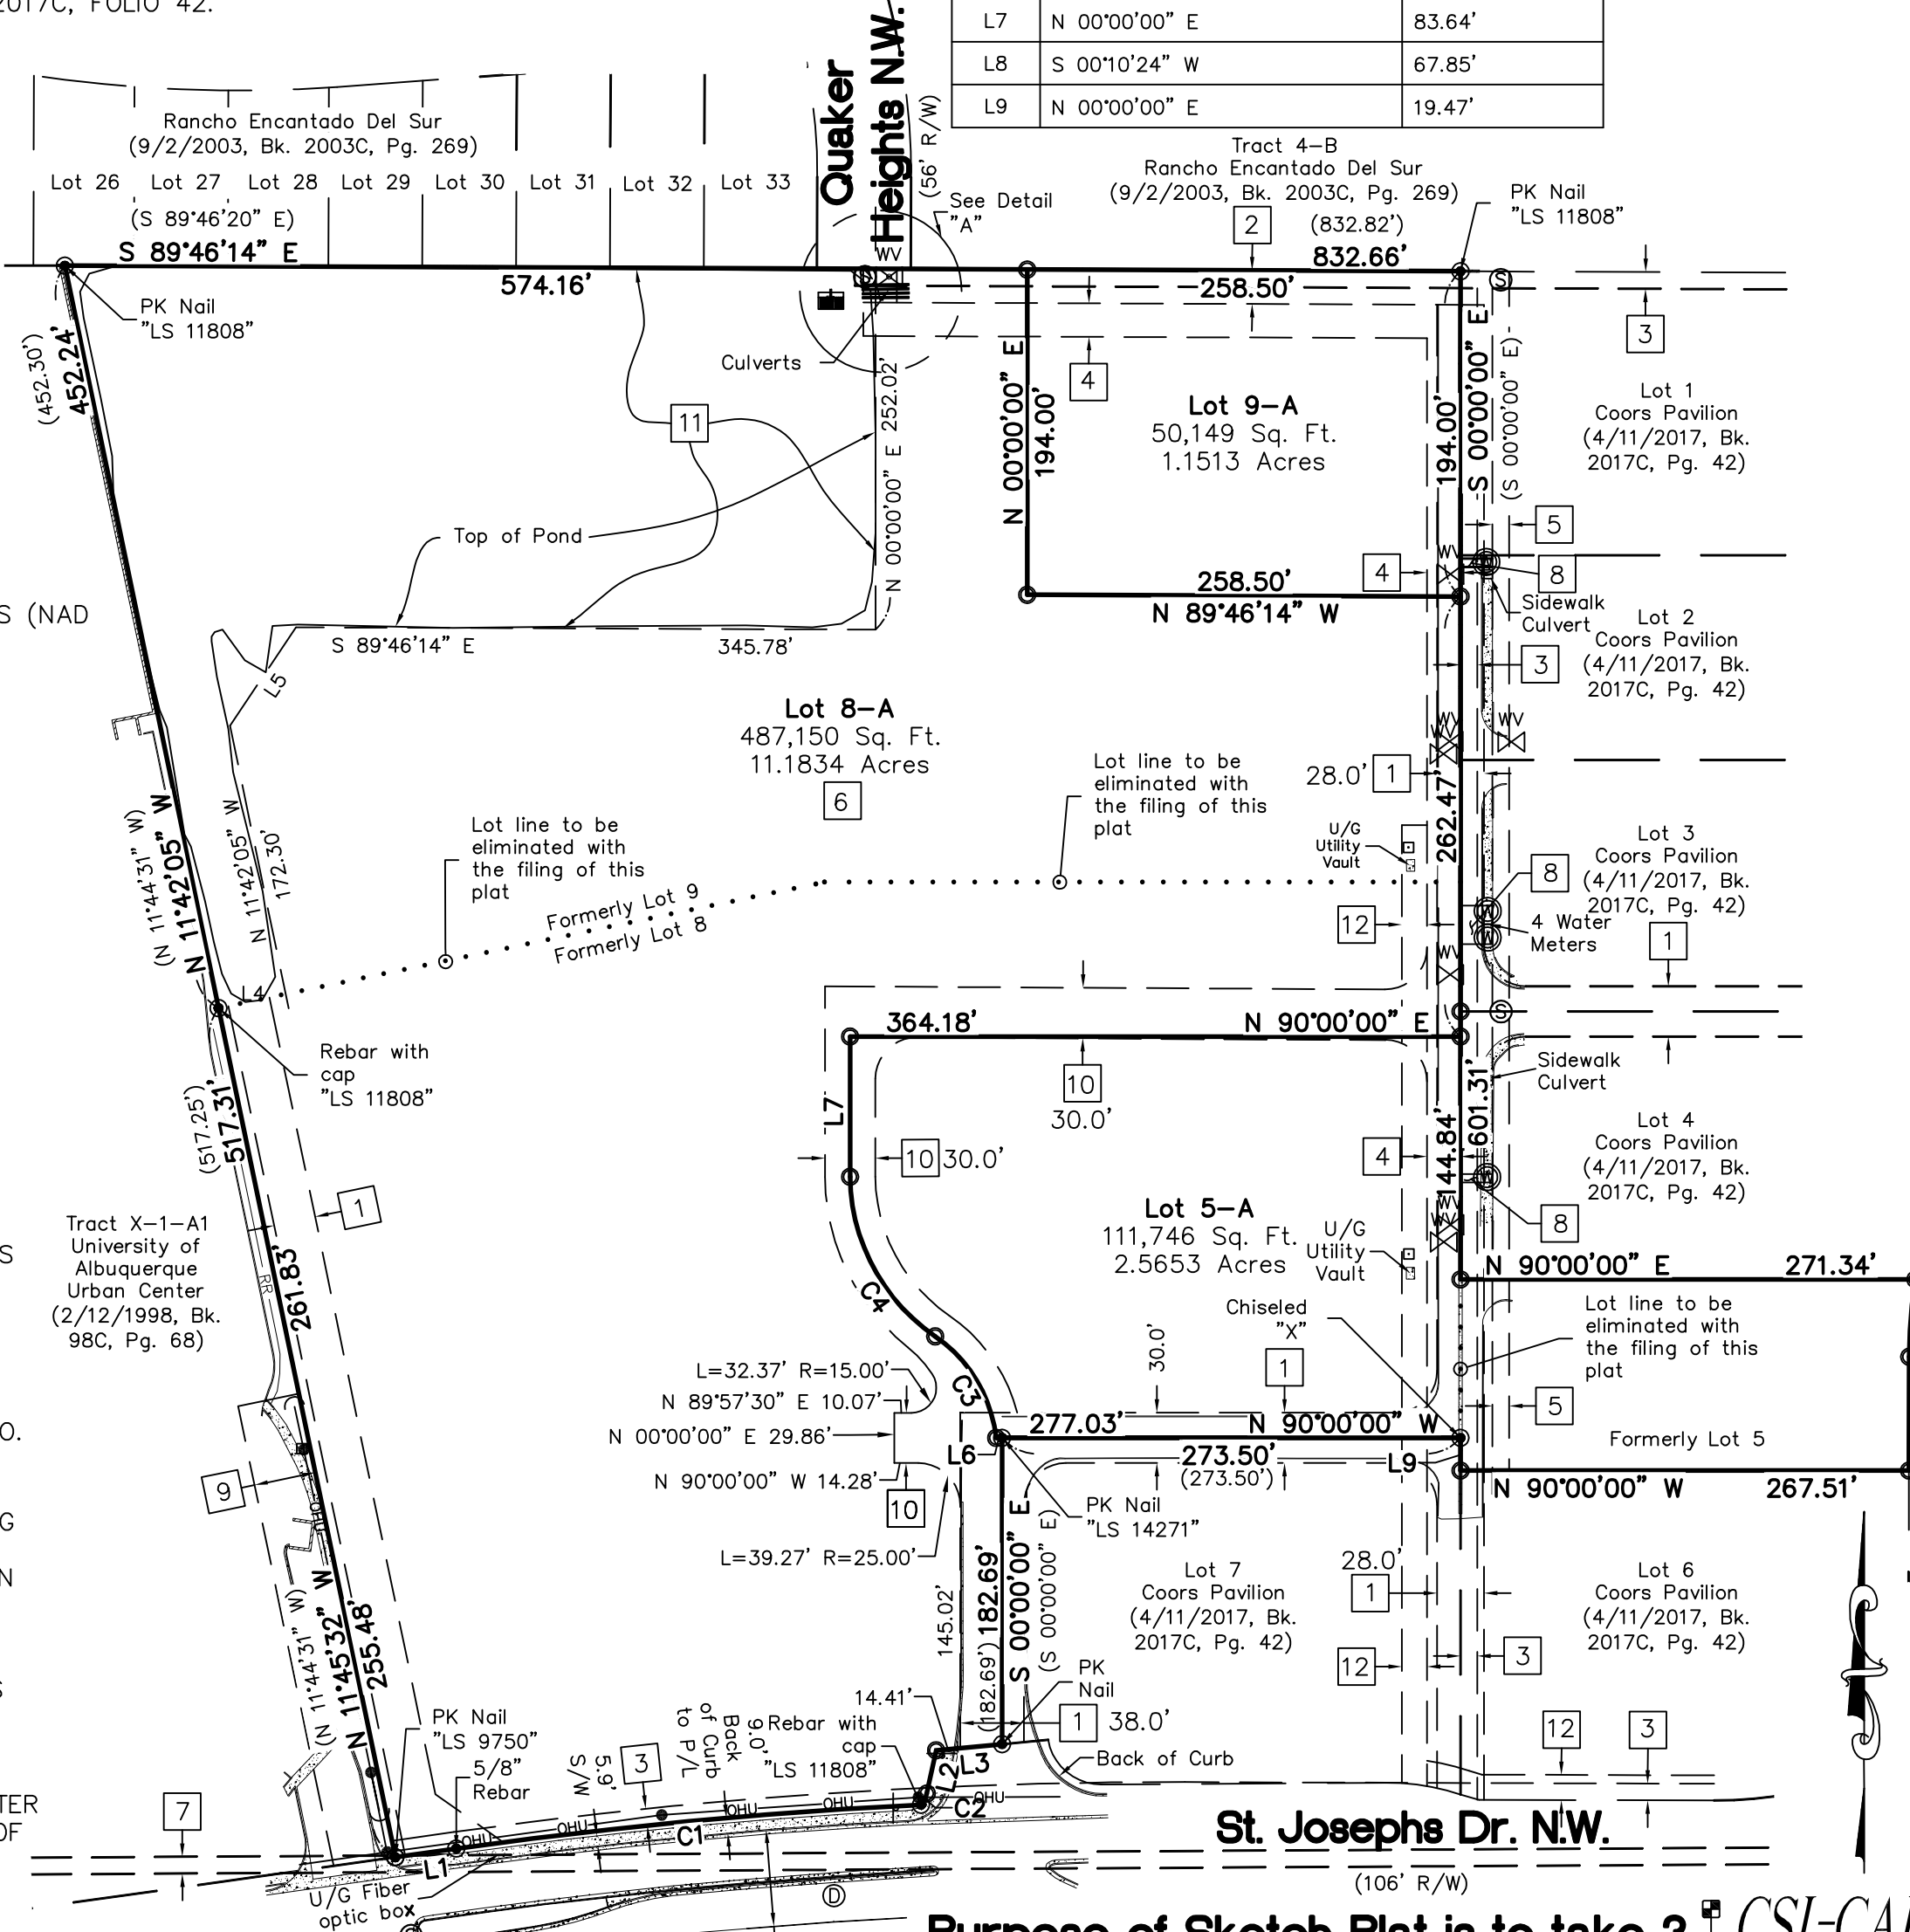 2017C, FOLIO 42.
L7 N 00°00'00" E 83.64'
L8 S 00°10'24" W 67.85'
L9 N 00°00'00" E 19.47'
Quaker
Heights N.W.
(56' R/W)
Rancho Encantado Del Sur
(9/2/2003, Bk. 2003C, Pg. 269)
Lot 26 Lot 27 Lot 28 Lot 29 Lot 30 Lot 31 Lot 32 Lot 33
(S 89°46'20" E)
S 89°46'14" E
574.16'
Tract 4-B
Rancho Encantado Del Sur
(9/2/2003, Bk. 2003C, Pg. 269)
2
(832.82')
832.66'
258.50'
See Detail
"A"
WV
S
PK Nail
"LS 11808"
S
3
PK Nail
"LS 11808"
(452.30')
452.24'
Culverts
4
11
N 00°00'00" E 252.02'
Top of Pond
S 89°46'14" E 345.78'
L5
N 00°00'00" E
194.00'
Lot 9-A
50,149 Sq. Ft.
1.1513 Acres
194.00'
S 00°00'00" E
(S 00°00'00" E)
258.50'
N 89°46'14" W
Lot 1
Coors Pavilion
(4/11/2017, Bk.
2017C, Pg. 42)
5
4
WV
W
8
Sidewalk
Culvert
3
Lot 2
Coors Pavilion
(4/11/2017, Bk.
2017C, Pg. 42)
S (NAD
Lot 8-A
487,150 Sq. Ft.
11.1834 Acres
6
WV
WV
WV
28.0' 1
262.47'
Lot line to be
eliminated with
the filing of this
plat
Lot line to be
eliminated with
the filing of this
plat
U/G
Utility
Vault
Lot 3
Coors Pavilion
(4/11/2017, Bk.
2017C, Pg. 42)
8
W
W
4 Water
Meters
12
WV
1
(N 11°44'31" W)
N 11°42'05" W
N 11°42'05" W
172.30'
Formerly Lot 9
Formerly Lot 8
L4
Rebar with
cap
"LS 11808"
(517.25')
517.31'
364.18' N 90°00'00" E
S
10
30.0'
L7
10 30.0'
Sidewalk
Culvert
601.31'
144.84'
4
Lot 4
Coors Pavilion
(4/11/2017, Bk.
2017C, Pg. 42)
W
8
WV
WV
Tract X-1-A1
University of
Albuquerque
Urban Center
(2/12/1998, Bk.
98C, Pg. 68)
1
RR
261.83'
Lot 5-A
111,746 Sq. Ft.
2.5653 Acres
U/G
Utility
Vault
N 90°00'00" E 271.34'
C4
Chiseled
"X"
Lot line to be
eliminated with
the filing of this
plat
L=32.37' R=15.00'
N 89°57'30" E 10.07'
N 00°00'00" E 29.86'
N 90°00'00" W 14.28'
C3
30.0'
1
5
277.03' N 90°00'00" W
273.50'
(273.50')
L6
L9
Formerly Lot 5
N 90°00'00" W 267.51'
10
PK Nail
"LS 14271"
L=39.27' R=25.00'
9
OHU
(N 11°44'31" W)
N 11°45'32" W
255.48'
145.02'
(182.69')
182.69'
S 00°00'00" E
(S 00°00'00" E)
Lot 7
Coors Pavilion
(4/11/2017, Bk.
2017C, Pg. 42)
28.0'
1
12
3
Lot 6
Coors Pavilion
(4/11/2017, Bk.
2017C, Pg. 42)
PK
Nail
14.41'
1 38.0'
Back of Curb
12
3
PK Nail
"LS 9750"
5/8"
Rebar
5.9'
S/W
3
9.0'
Back
of Curb
to P/L
Rebar with
cap
"LS 11808"
L3
L2
C2
OHU
OHU
OHU
OHU
OHU
C1
L1
7
U/G Fiber
optic box
D
St. Josephs Dr. N.W.
(106' R/W)
S
O.
G
N
S
TER
OF
Purpose of Sketch Plat is to take 3